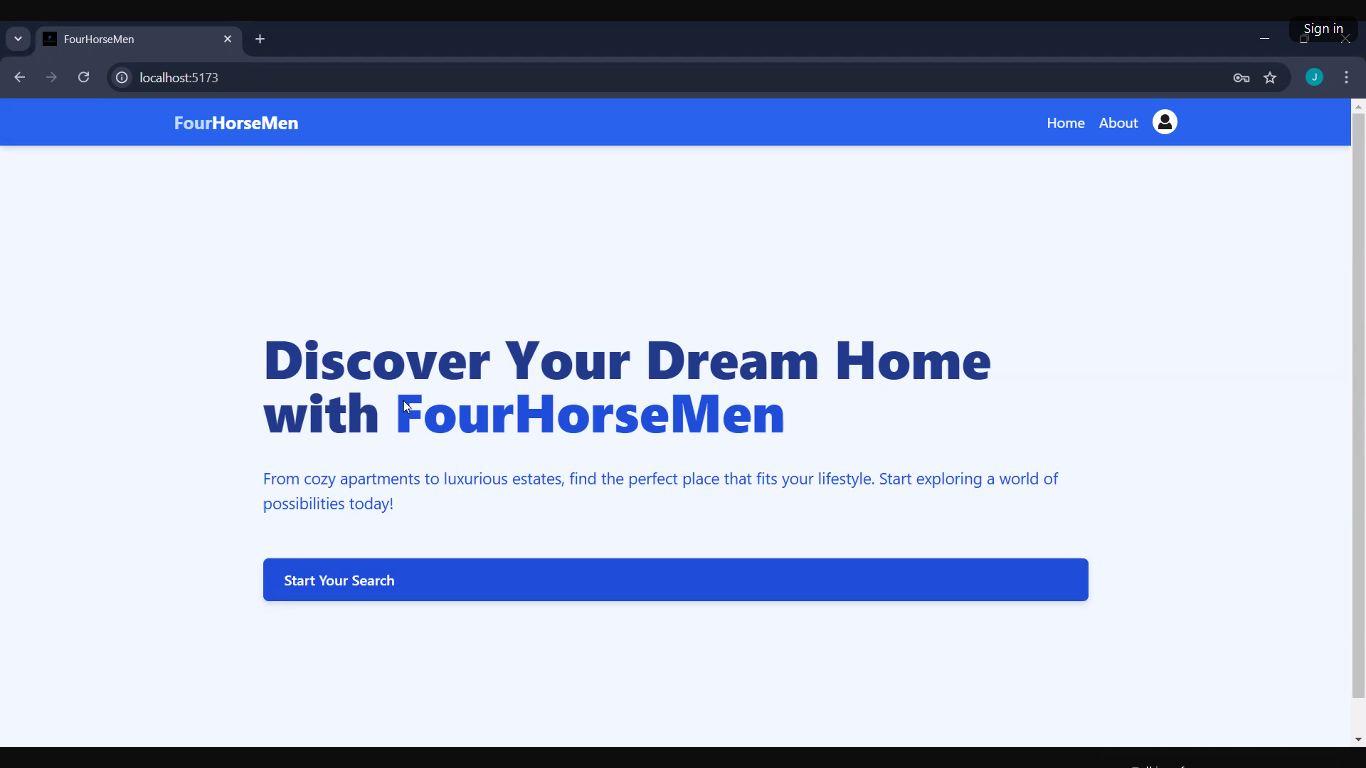 Sign in
FourHorseMen
localhost:5173
J
FourHorseMen
Home
About
Discover Your Dream Home
with FourHorseMen
From cozy apartments to luxurious estates, find the perfect place that fits your lifestyle. Start exploring a world of
possibilities today!
Start Your Search